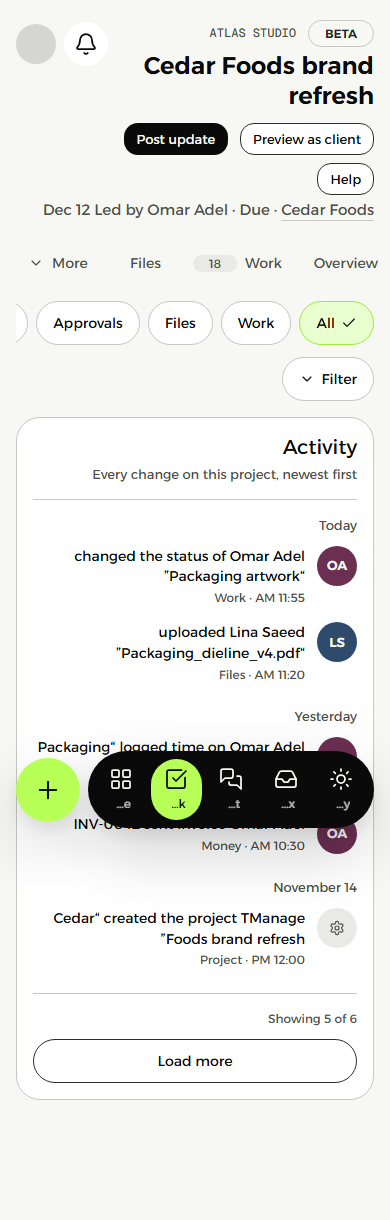 ATLAS STUDIO BETA
Cedar Foods brand
refresh
Post update Preview as client
Help
Dec 12 Led by Omar Adel · Due · Cedar Foods
More Files 18 Work Overview
Approvals Files Work All
Filter
Activity
Every change on this project, newest first
Today
changed the status of Omar Adel
"Packaging artwork"
OA
Work · AM 11:55
uploaded Lina Saeed
"Packaging_dieline_v4.pdf"
LS
Files · AM 11:20
Yesterday
Packaging" logged time on Omar Adel
...e ...k ...t ...x ...y
OA
Money · AM 10:30
November 14
Cedar" created the project TManage
"Foods brand refresh
Project · PM 12:00
Showing 5 of 6
Load more